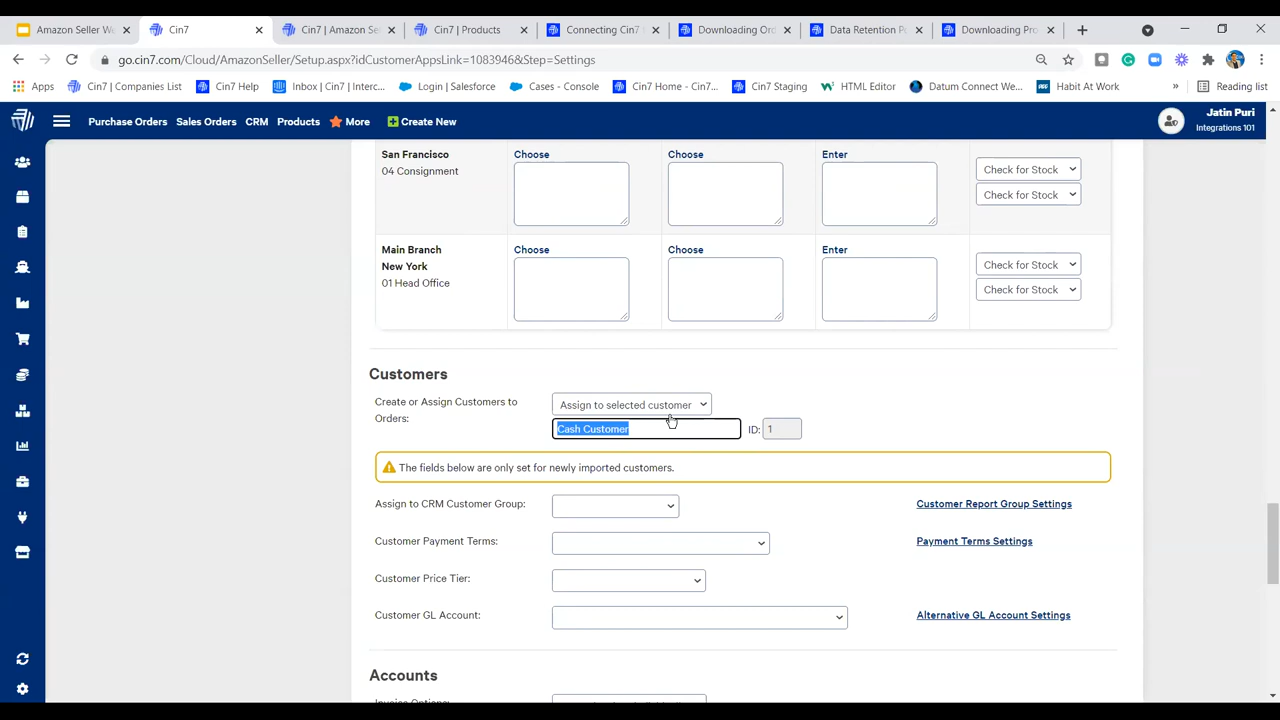 Amazon Seller W
Cin7
Cin7 | Amazon Se
Cin7 | Products
Connecting Cin7
Downloading Ord
Data Retention P
Downloading Pro
go.cin7.com/Cloud/AmazonSeller/Setup.aspx?idCustomerAppsLink=1003946&Stp=Settings
Apps
Cin7 | Companies List
Cin7 Help
Inbox | Cin7 | Interc...
Login | Salesforce
Cases - Console
Cin7 Home - Cin7...
Cin7 Staging
HTML Editor
Datum Connect We...
Habit At Work
»
Reading list
Purchase Orders
Sales Orders
CRM
Products
More
Create New
Jatin Puri
Integrations 101
San Francisco
04 Consignment
Choose
Choose
Enter
Check for Stock
Check for Stock
Main Branch
New York
01 Head Office
Choose
Choose
Enter
Check for Stock
Check for Stock
Customers
Create or Assign Customers to
Orders:
Assign to selected customer
Cash Customer
ID: 1
The fields below are only set for newly imported customers.
Assign to CRM Customer Group:
Customer Report Group Settings
Customer Payment Terms:
Payment Terms Settings
Customer Price Tier:
Customer GL Account:
Alternative GL Account Settings
Accounts
Invoice Options: